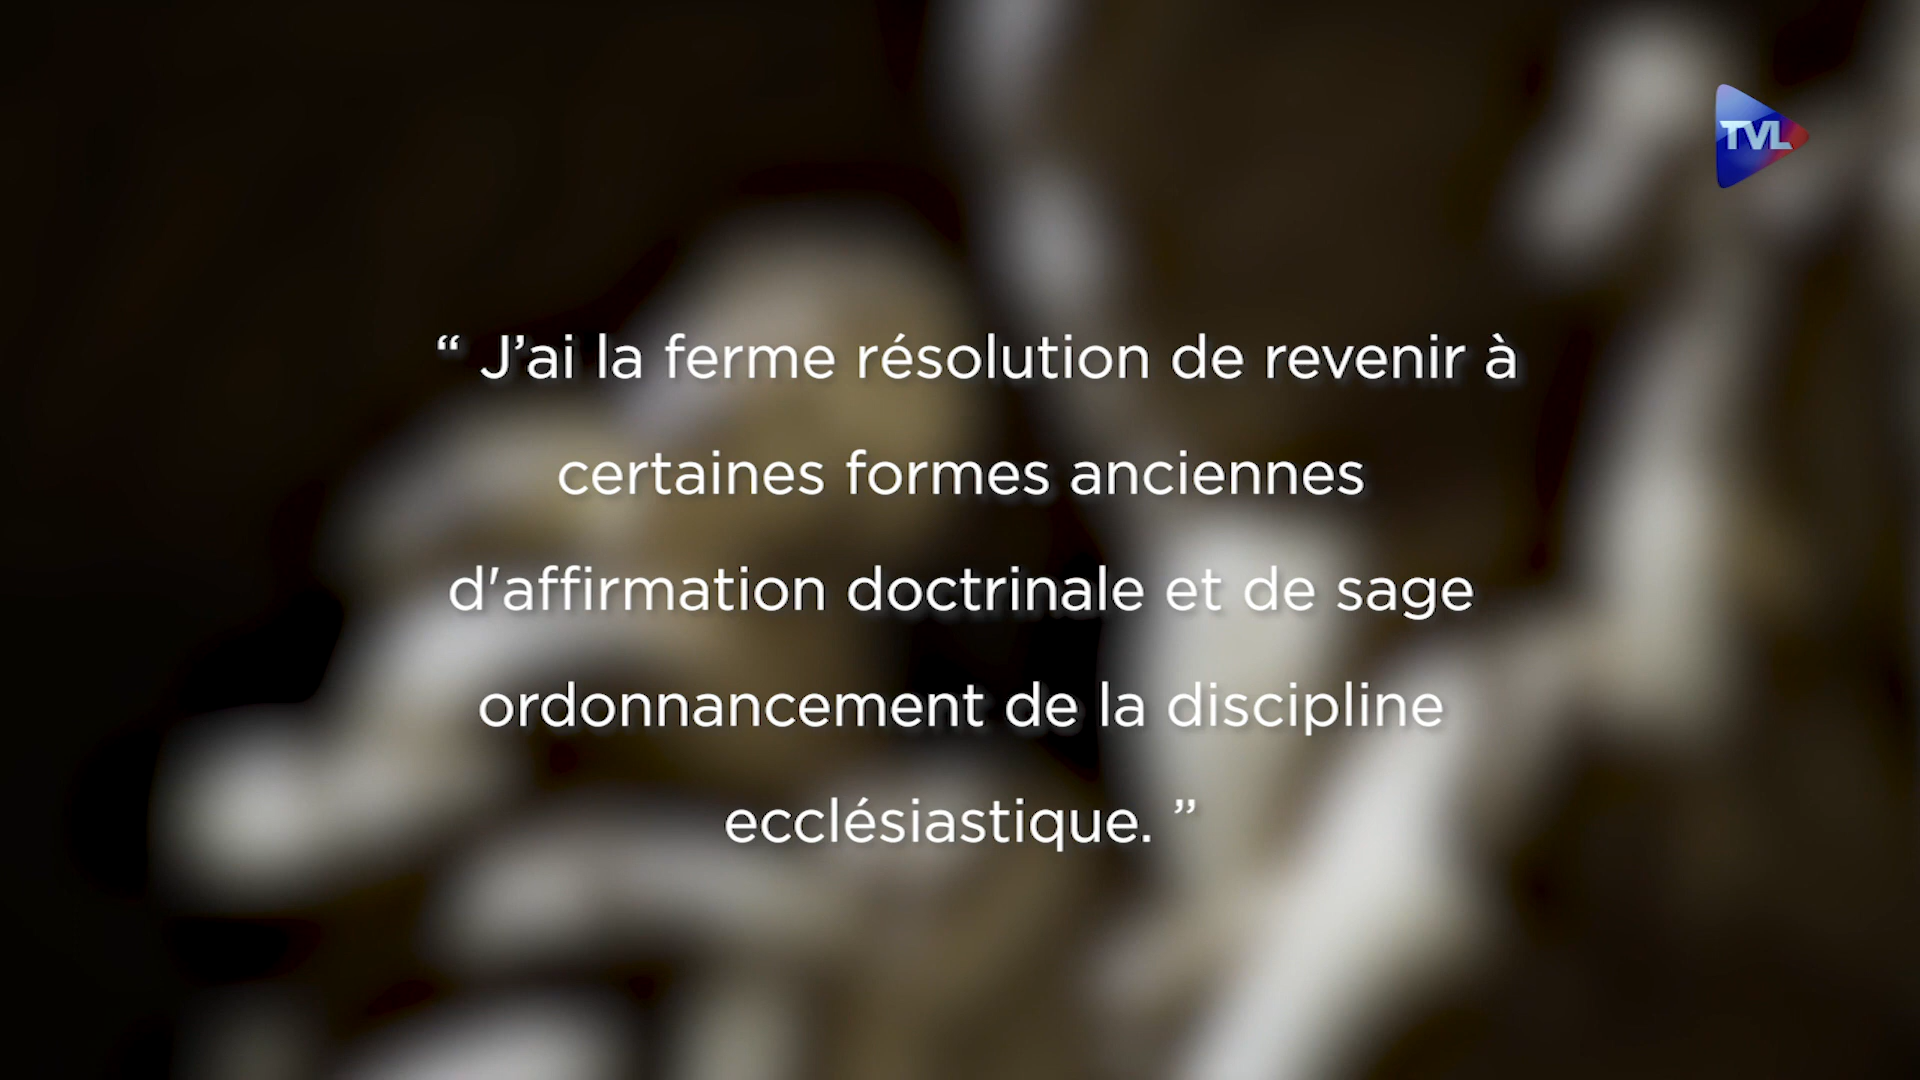 TVL
“ J’ai la ferme résolution de revenir à
certaines formes anciennes
d'affirmation doctrinale et de sage
ordonnancement de la discipline
ecclésiastique. ”